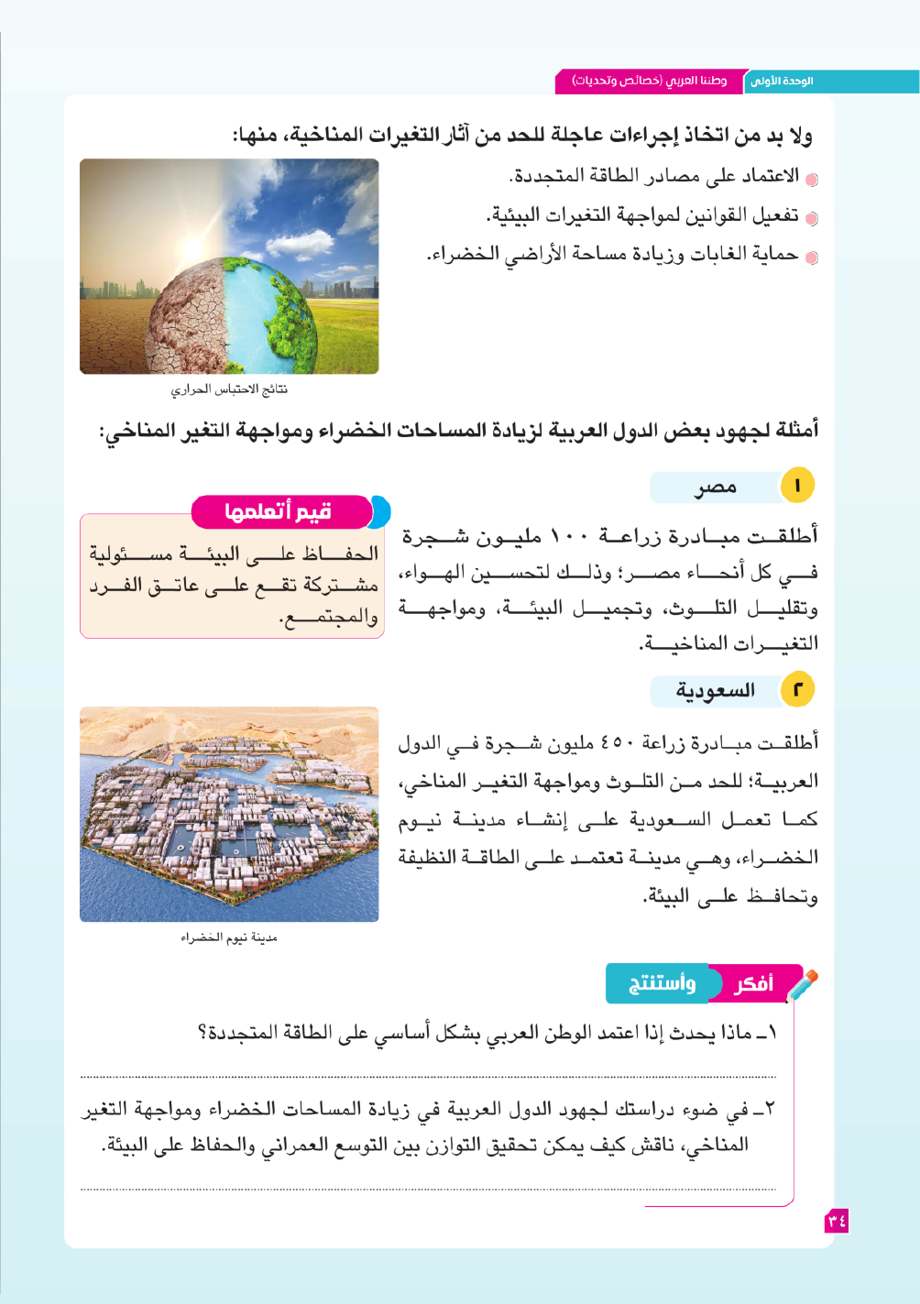 الوحدة الأولى
وطننا العربي (خصائص وتحديات)
ولا بد من اتخاذ إجراءات عاجلة للحد من آثار التغيرات المناخية، منها:
الاعتماد على مصادر الطاقة المتجددة.
تفعيل القوانين لمواجهة التغيرات البيئية.
حماية الغابات وزيادة مساحة الأراضي الخضراء.
نتائج الاحتباس الحراري
أمثلة لجهود بعض الدول العربية لزيادة المساحات الخضراء ومواجهة التغير المناخي:
١ مصر
أطلقت مبادرة زراعة ١٠٠ مليون شجرة
في كل أنحاء مصر؛ وذلك لتحسين الهواء،
وتقليل التلوث، وتجميل البيئة، ومواجهة
التغيرات المناخية.
قيم أتعلمها
الحفاظ على البيئة مسئولية
مشتركة تقع على عاتق الفرد
والمجتمع.
٢ السعودية
أطلقت مبادرة زراعة ٤٥٠ مليون شجرة في الدول
العربية؛ للحد من التلوث ومواجهة التغير المناخي،
كما تعمل السعودية على إنشاء مدينة نيوم
الخضراء، وهي مدينة تعتمد على الطاقة النظيفة
وتحافظ على البيئة.
مدينة نيوم الخضراء
أفكر وأستنتج
١ـ ماذا يحدث إذا اعتمد الوطن العربي بشكل أساسي على الطاقة المتجددة؟
٢ـ في ضوء دراستك لجهود الدول العربية في زيادة المساحات الخضراء ومواجهة التغير
المناخي، ناقش كيف يمكن تحقيق التوازن بين التوسع العمراني والحفاظ على البيئة.
٣٤